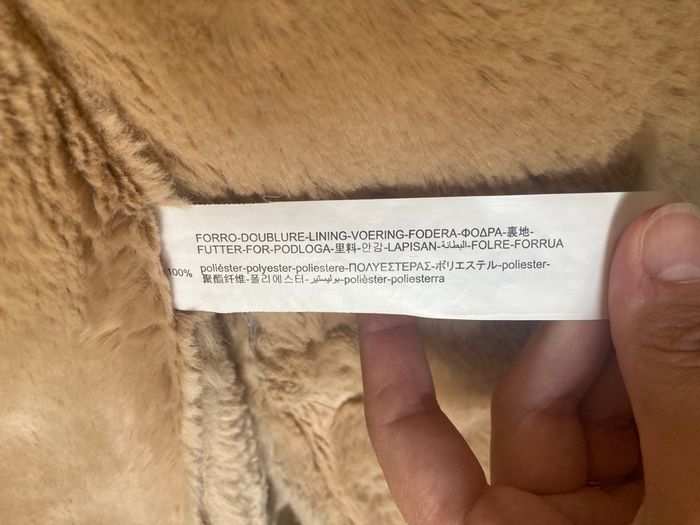 FORRO-DOUBLURE-LINING-VOERING-FODERA-ΦΟΔΡΑ-裏地-
FUTTER-FOR-PODLOGA-里料-안감-LAPISAN-البطانة-FOLRE-FORRUA
100% poliéster-polyester-poliestere-ΠΟΛΥΕΣΤΕΡΑΣ-ポリエステル-poliester-
聚酯纤维-폴리에스터-بوليستير-polièster-poliesterra